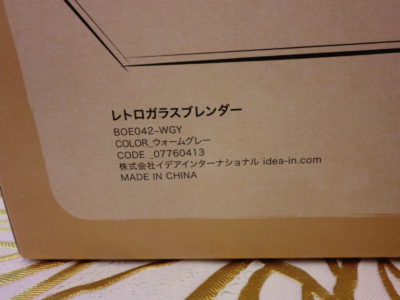 レトロガラスブレンダー
BOE042-WGY
COLOR_ウォームグレー
CODE _07760413
株式会社イデアインターナショナル idea-in.com
MADE IN CHINA